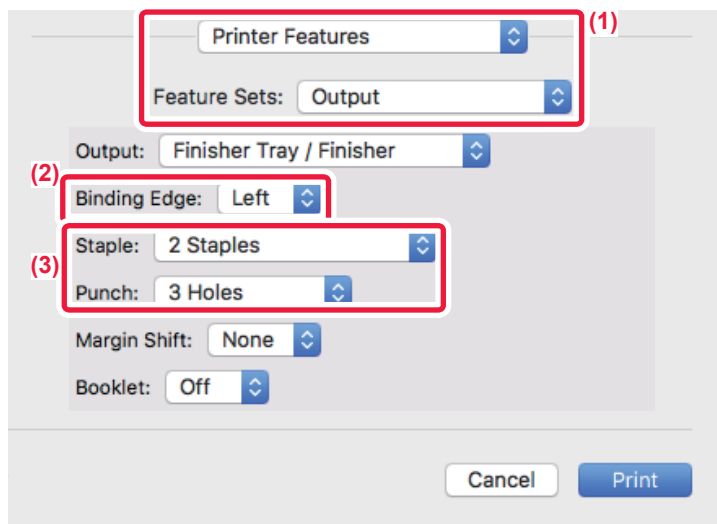 (1)
Printer Features
Feature Sets: Output
Output: Finisher Tray / Finisher
(2)
Binding Edge: Left
(3)
Staple: 2 Staples
Punch: 3 Holes
Margin Shift: None
Booklet: Off
Cancel Print